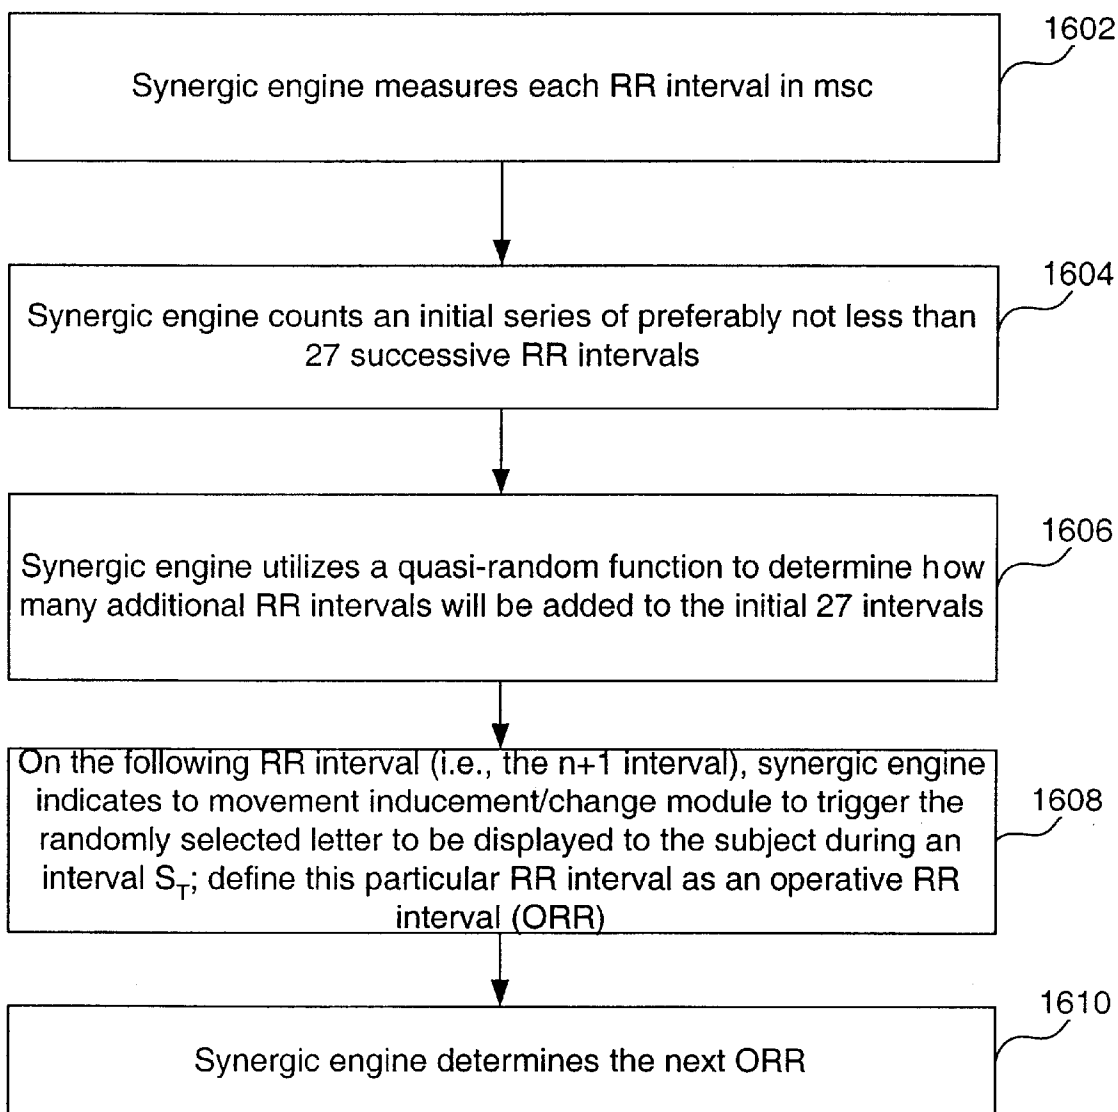 1602
Synergic engine measures each RR interval in msc
1604
Synergic engine counts an initial series of preferably not less than
27 successive RR intervals
1606
Synergic engine utilizes a quasi-random function to determine how
many additional RR intervals will be added to the initial 27 intervals
On the following RR interval (i.e., the n+1 interval), synergic engine
indicates to movement inducement/change module to trigger the
randomly selected letter to be displayed to the subject during an
interval S_T; define this particular RR interval as an operative RR
interval (ORR)
1608
1610
Synergic engine determines the next ORR